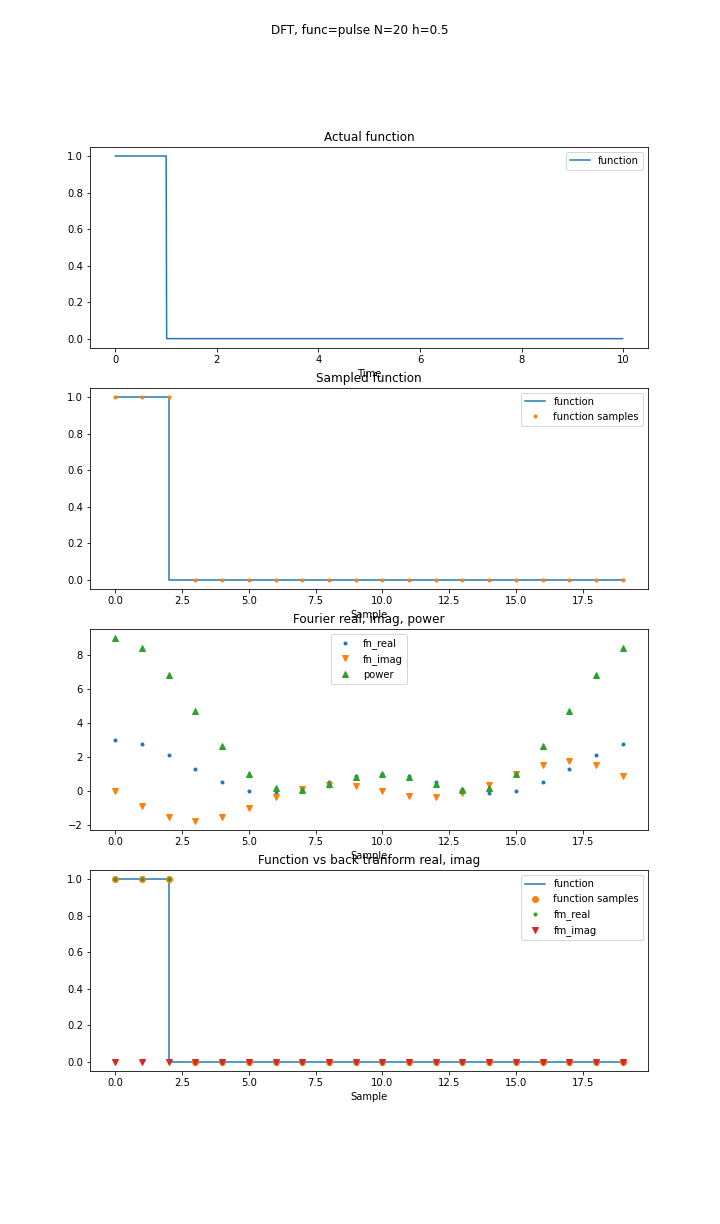 DFT, func=pulse N=20 h=0.5
Actual function
function
1.0
0.8
0.6
0.4
0.2
0.0
0 2 4 6 8 10
Time
Sampled function
function
function samples
1.0
0.8
0.6
0.4
0.2
0.0
0.0 2.5 5.0 7.5 10.0 12.5 15.0 17.5
Sample
Fourier real, imag, power
fn_real
fn_imag
power
8
6
4
2
0
−2
0.0 2.5 5.0 7.5 10.0 12.5 15.0 17.5
Sample
Function vs back tranform real, imag
function
function samples
fm_real
fm_imag
1.0
0.8
0.6
0.4
0.2
0.0
0.0 2.5 5.0 7.5 10.0 12.5 15.0 17.5
Sample